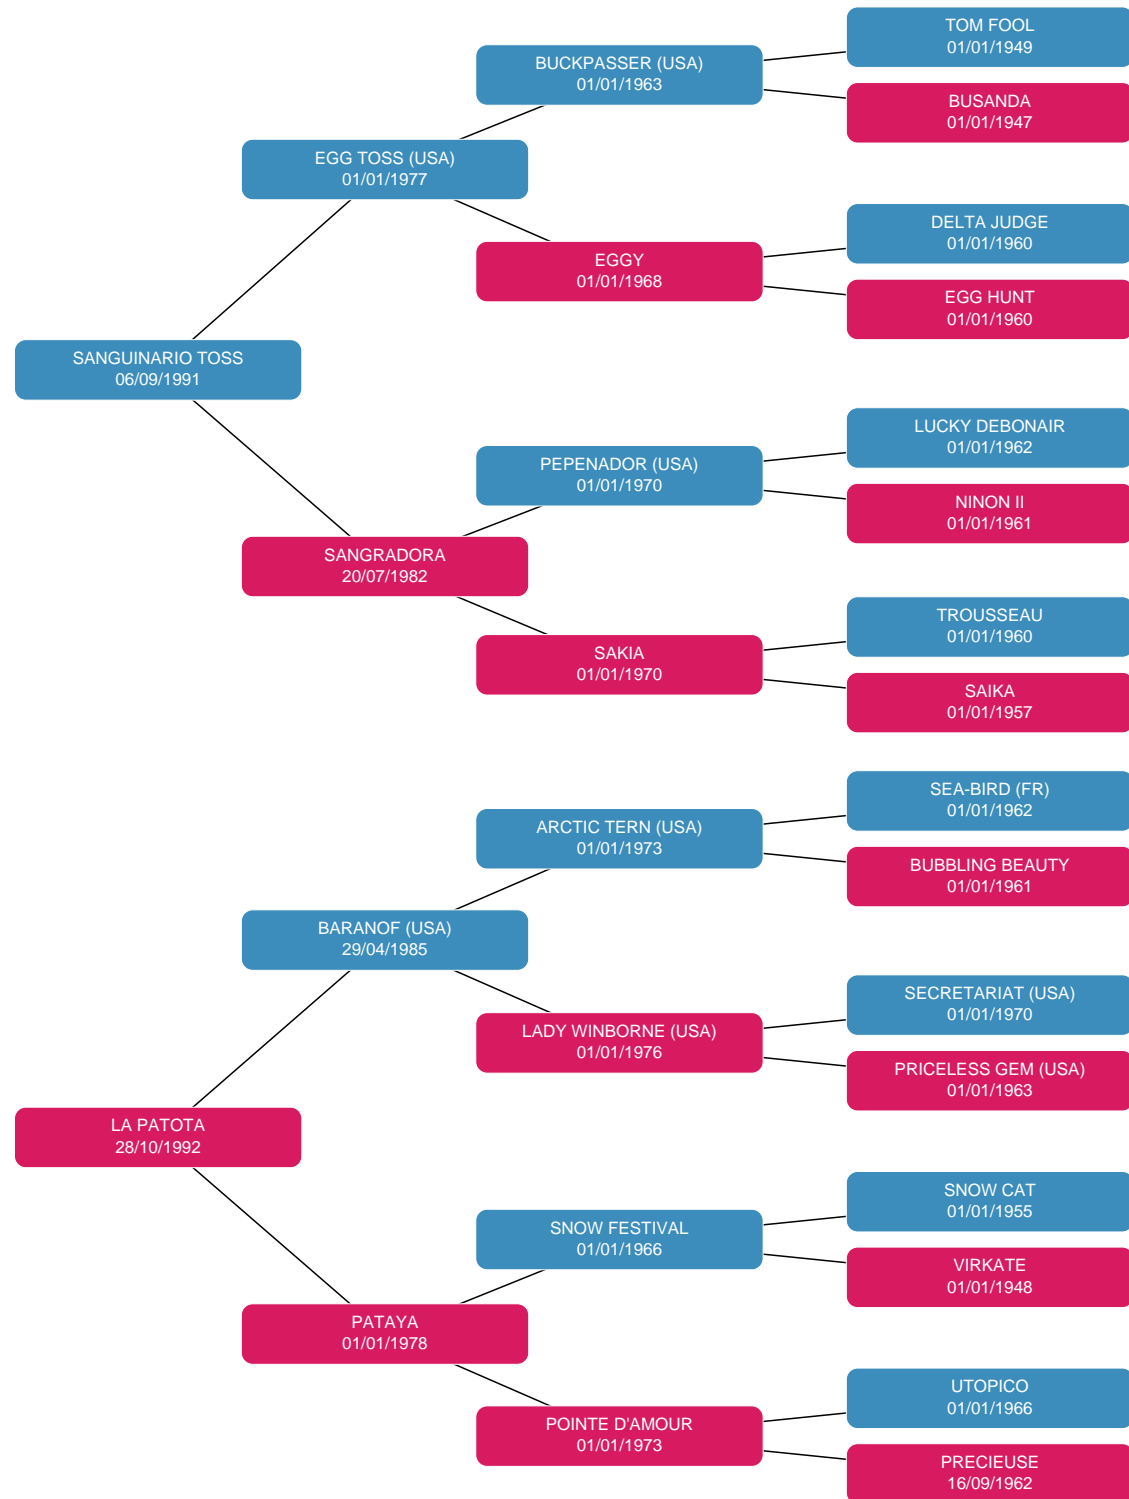 TOM FOOL
01/01/1949
BUCKPASSER (USA)
01/01/1963
BUSANDA
01/01/1947
EGG TOSS (USA)
01/01/1977
DELTA JUDGE
01/01/1960
EGGY
01/01/1968
EGG HUNT
01/01/1960
SANGUINARIO TOSS
06/09/1991
LUCKY DEBONAIR
01/01/1962
PEPENADOR (USA)
01/01/1970
NINON II
01/01/1961
SANGRADORA
20/07/1982
TROUSSEAU
01/01/1960
SAKIA
01/01/1970
SAIKA
01/01/1957
SEA-BIRD (FR)
01/01/1962
ARCTIC TERN (USA)
01/01/1973
BUBBLING BEAUTY
01/01/1961
BARANOF (USA)
29/04/1985
SECRETARIAT (USA)
01/01/1970
LADY WINBORNE (USA)
01/01/1976
PRICELESS GEM (USA)
01/01/1963
LA PATOTA
28/10/1992
SNOW CAT
01/01/1955
SNOW FESTIVAL
01/01/1966
VIRKATE
01/01/1948
PATAYA
01/01/1978
UTOPICO
01/01/1966
POINTE D'AMOUR
01/01/1973
PRECIEUSE
16/09/1962